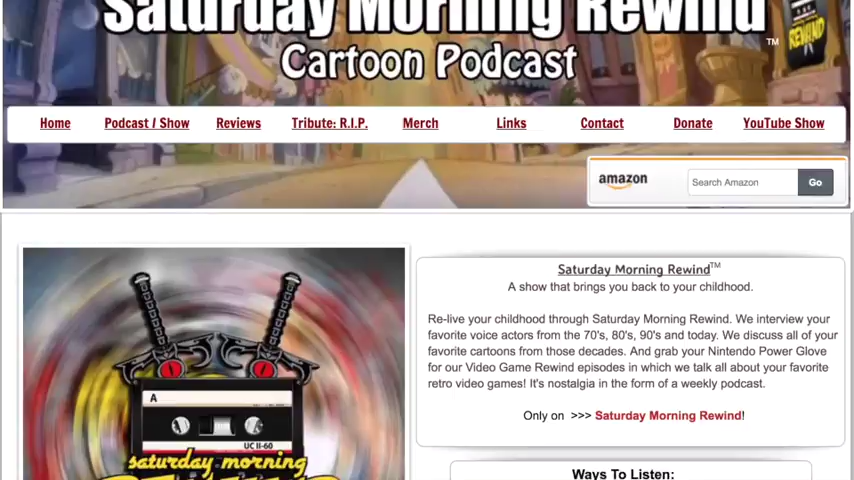 Saturday Morning Rewind
TM
REWIND
Cartoon Podcast
Home Podcast / Show Reviews Tribute: R.I.P. Merch Links Contact Donate YouTube Show
amazon Search Amazon Go
Saturday Morning Rewind™
A show that brings you back to your childhood.
Re-live your childhood through Saturday Morning Rewind. We interview your
favorite voice actors from the 70's, 80's, 90's and today. We discuss all of your
favorite cartoons from those decades. And grab your Nintendo Power Glove
for our Video Game Rewind episodes in which we talk all about your favorite
retro video games! It's nostalgia in the form of a weekly podcast.
Only on >>> Saturday Morning Rewind!
Ways To Listen:
A
UC II-60
saturday morning